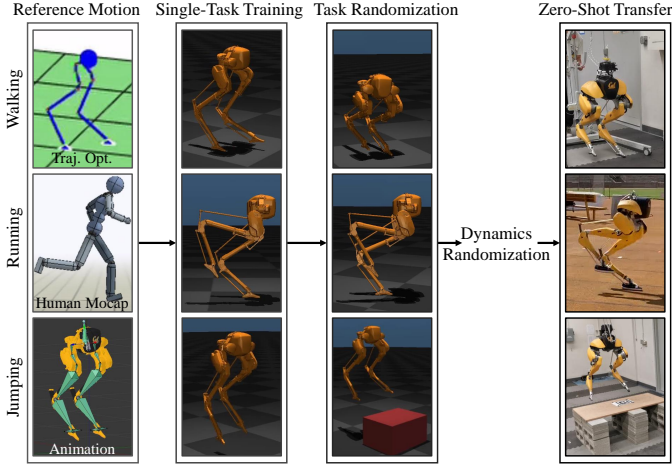 Reference Motion
Single-Task Training
Task Randomization
Zero-Shot Transfer
Walking
Traj. Opt.
Running
Human Mocap
Dynamics
Randomization
Jumping
Animation